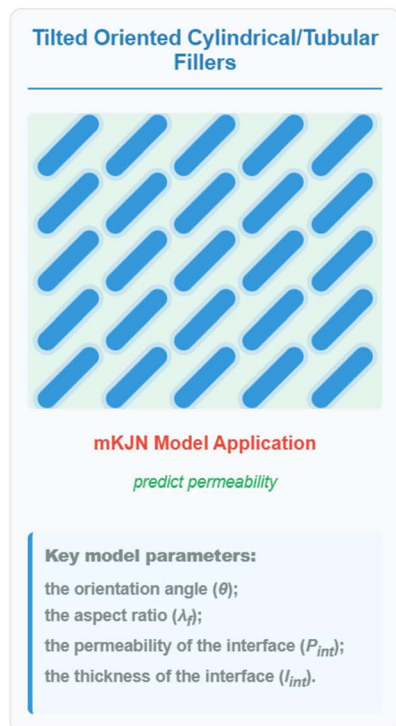 Tilted Oriented Cylindrical/Tubular
Fillers
mKJN Model Application
predict permeability
Key model parameters:
the orientation angle (θ);
the aspect ratio (λf);
the permeability of the interface (Pint);
the thickness of the interface (lint).